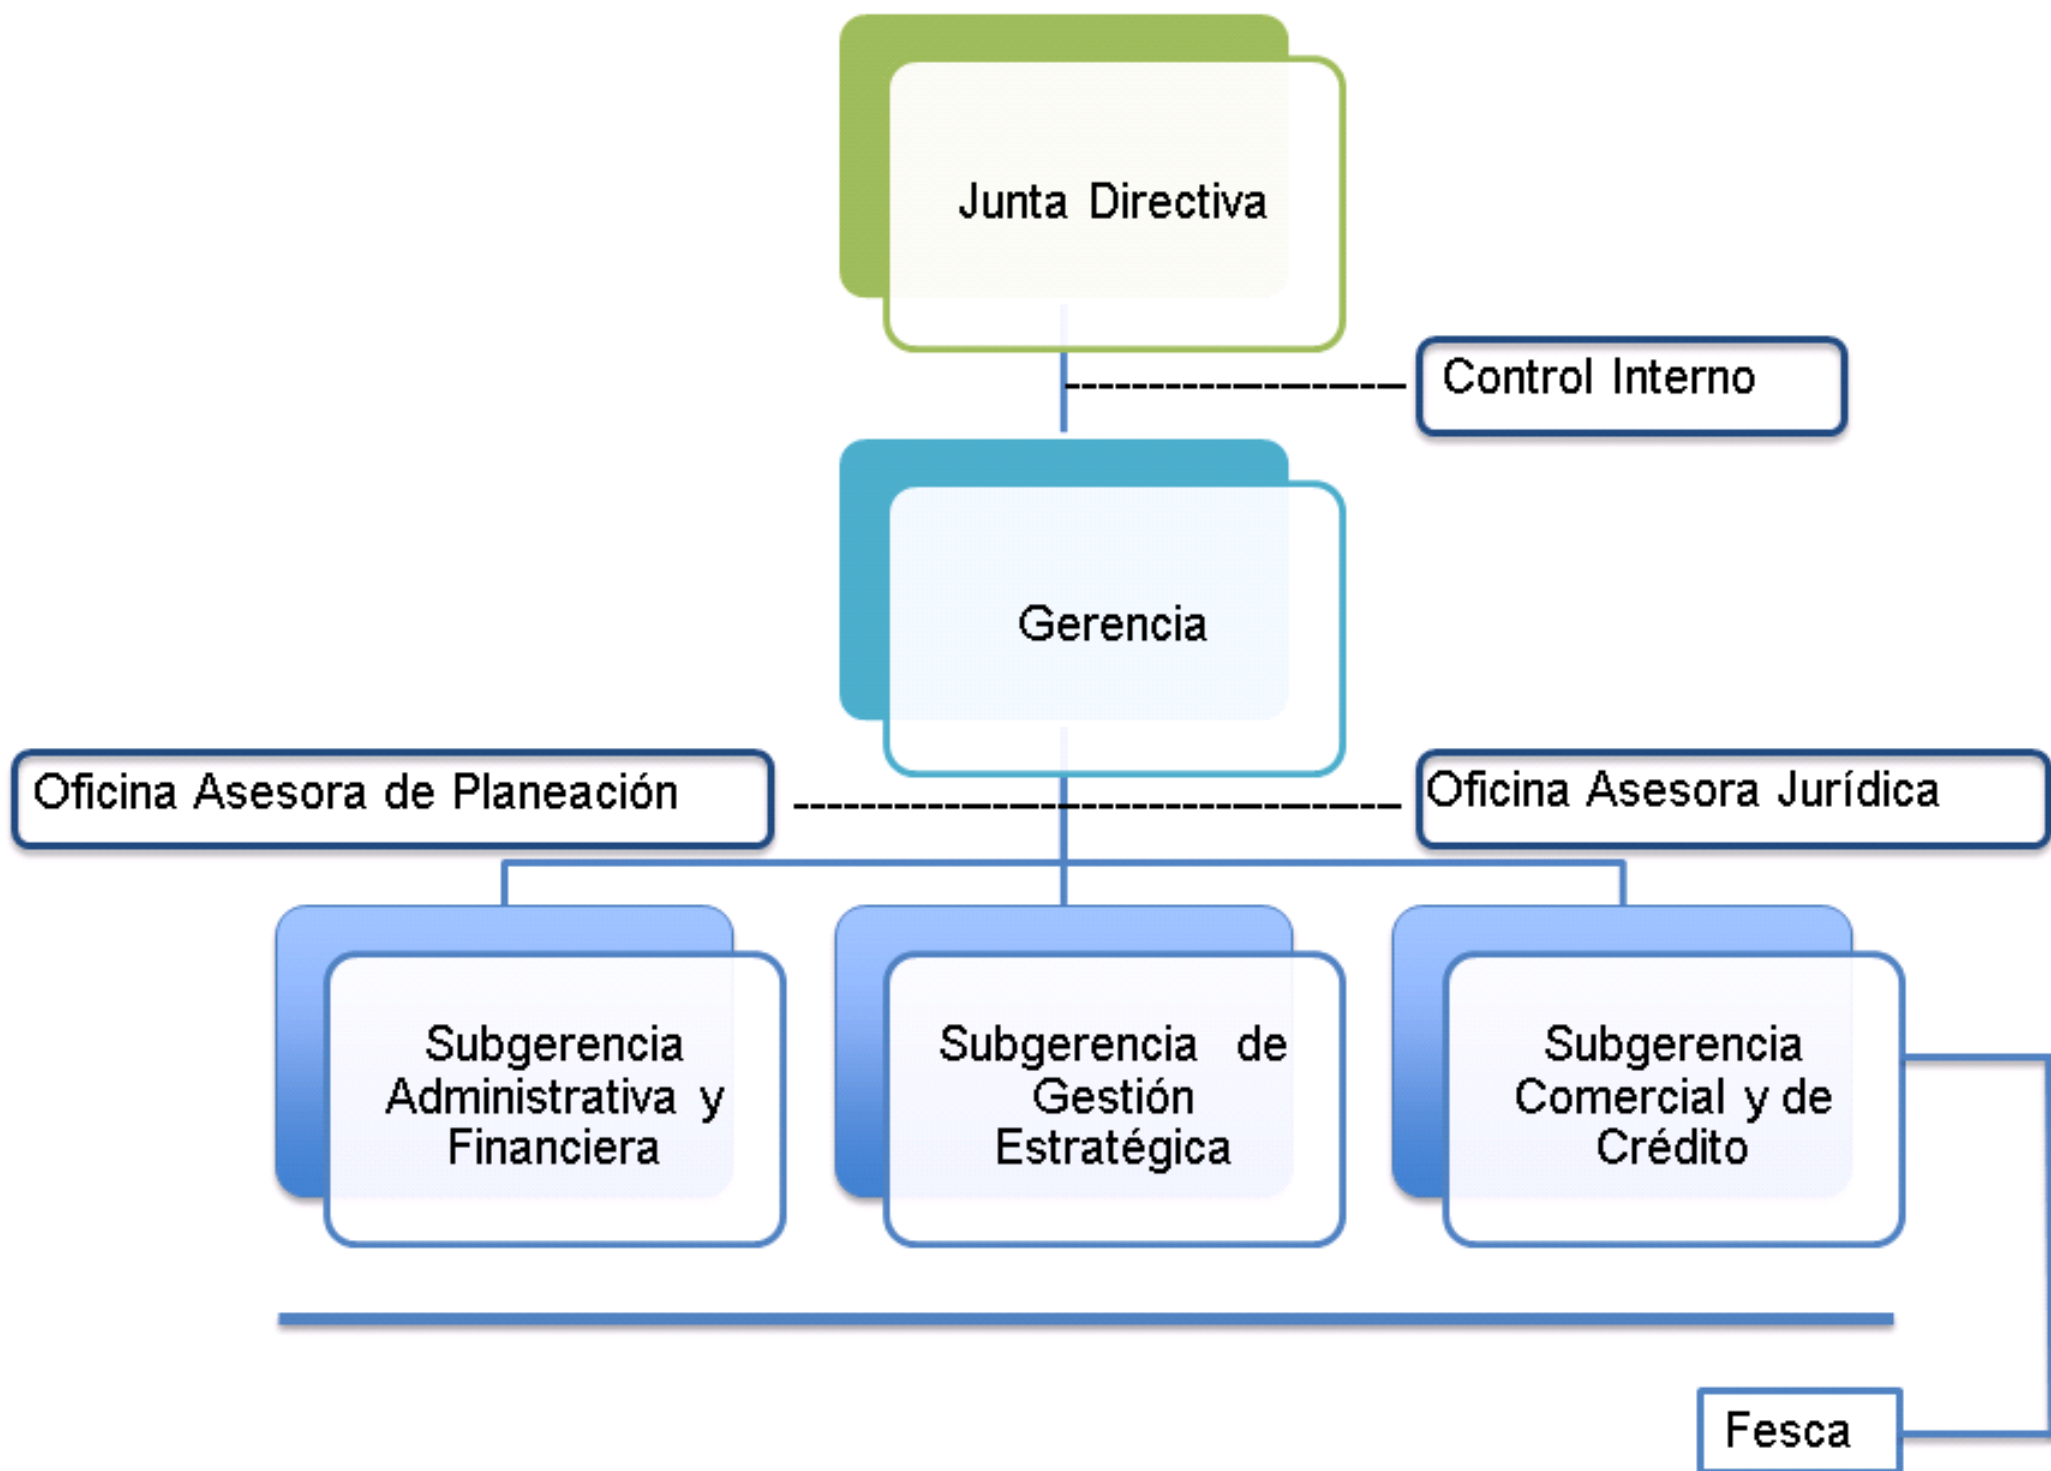 Junta Directiva
Control Interno
Gerencia
Oficina Asesora de Planeación
Oficina Asesora Jurídica
Subgerencia
Administrativa y
Financiera
Subgerencia de
Gestión
Estratégica
Subgerencia
Comercial y de
Crédito
Fesca